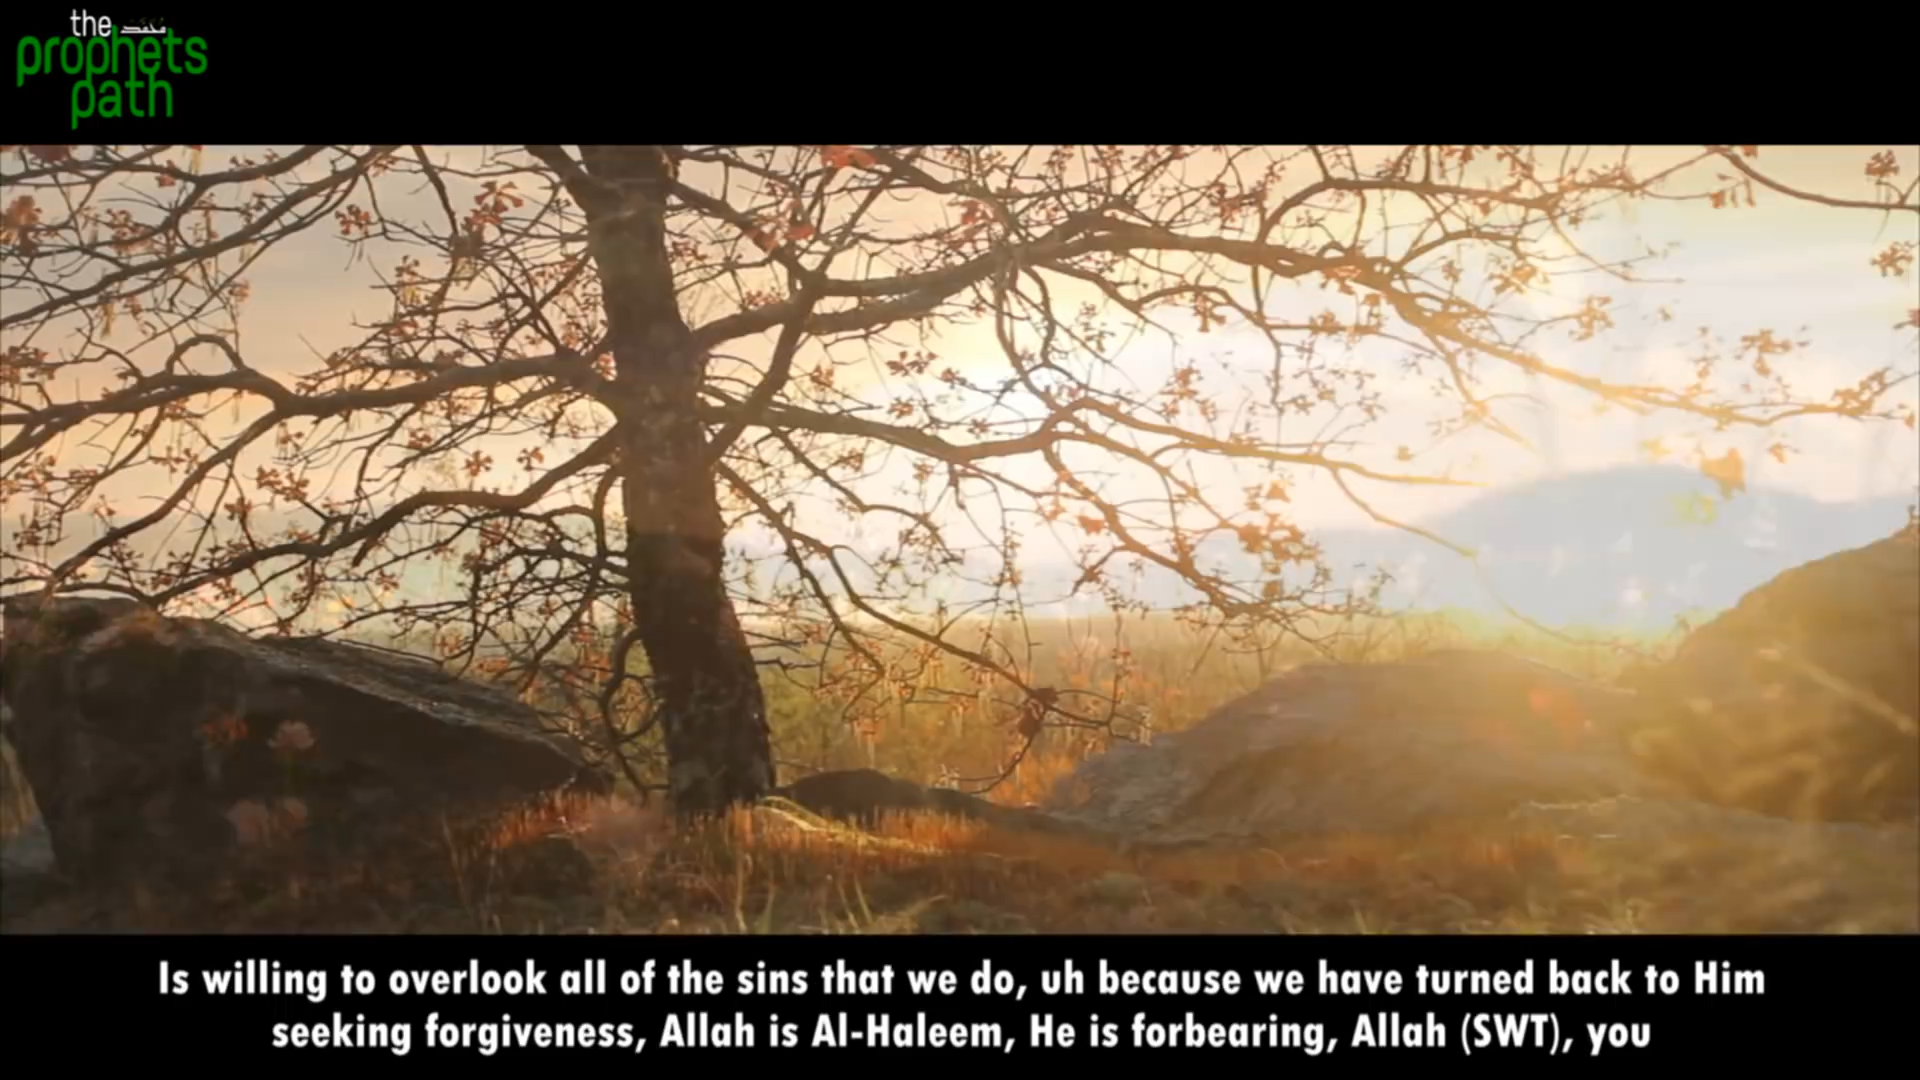 the محمد
prophets
path
Is willing to overlook all of the sins that we do, uh because we have turned back to Him
seeking forgiveness, Allah is Al-Haleem, He is forbearing, Allah (SWT), you